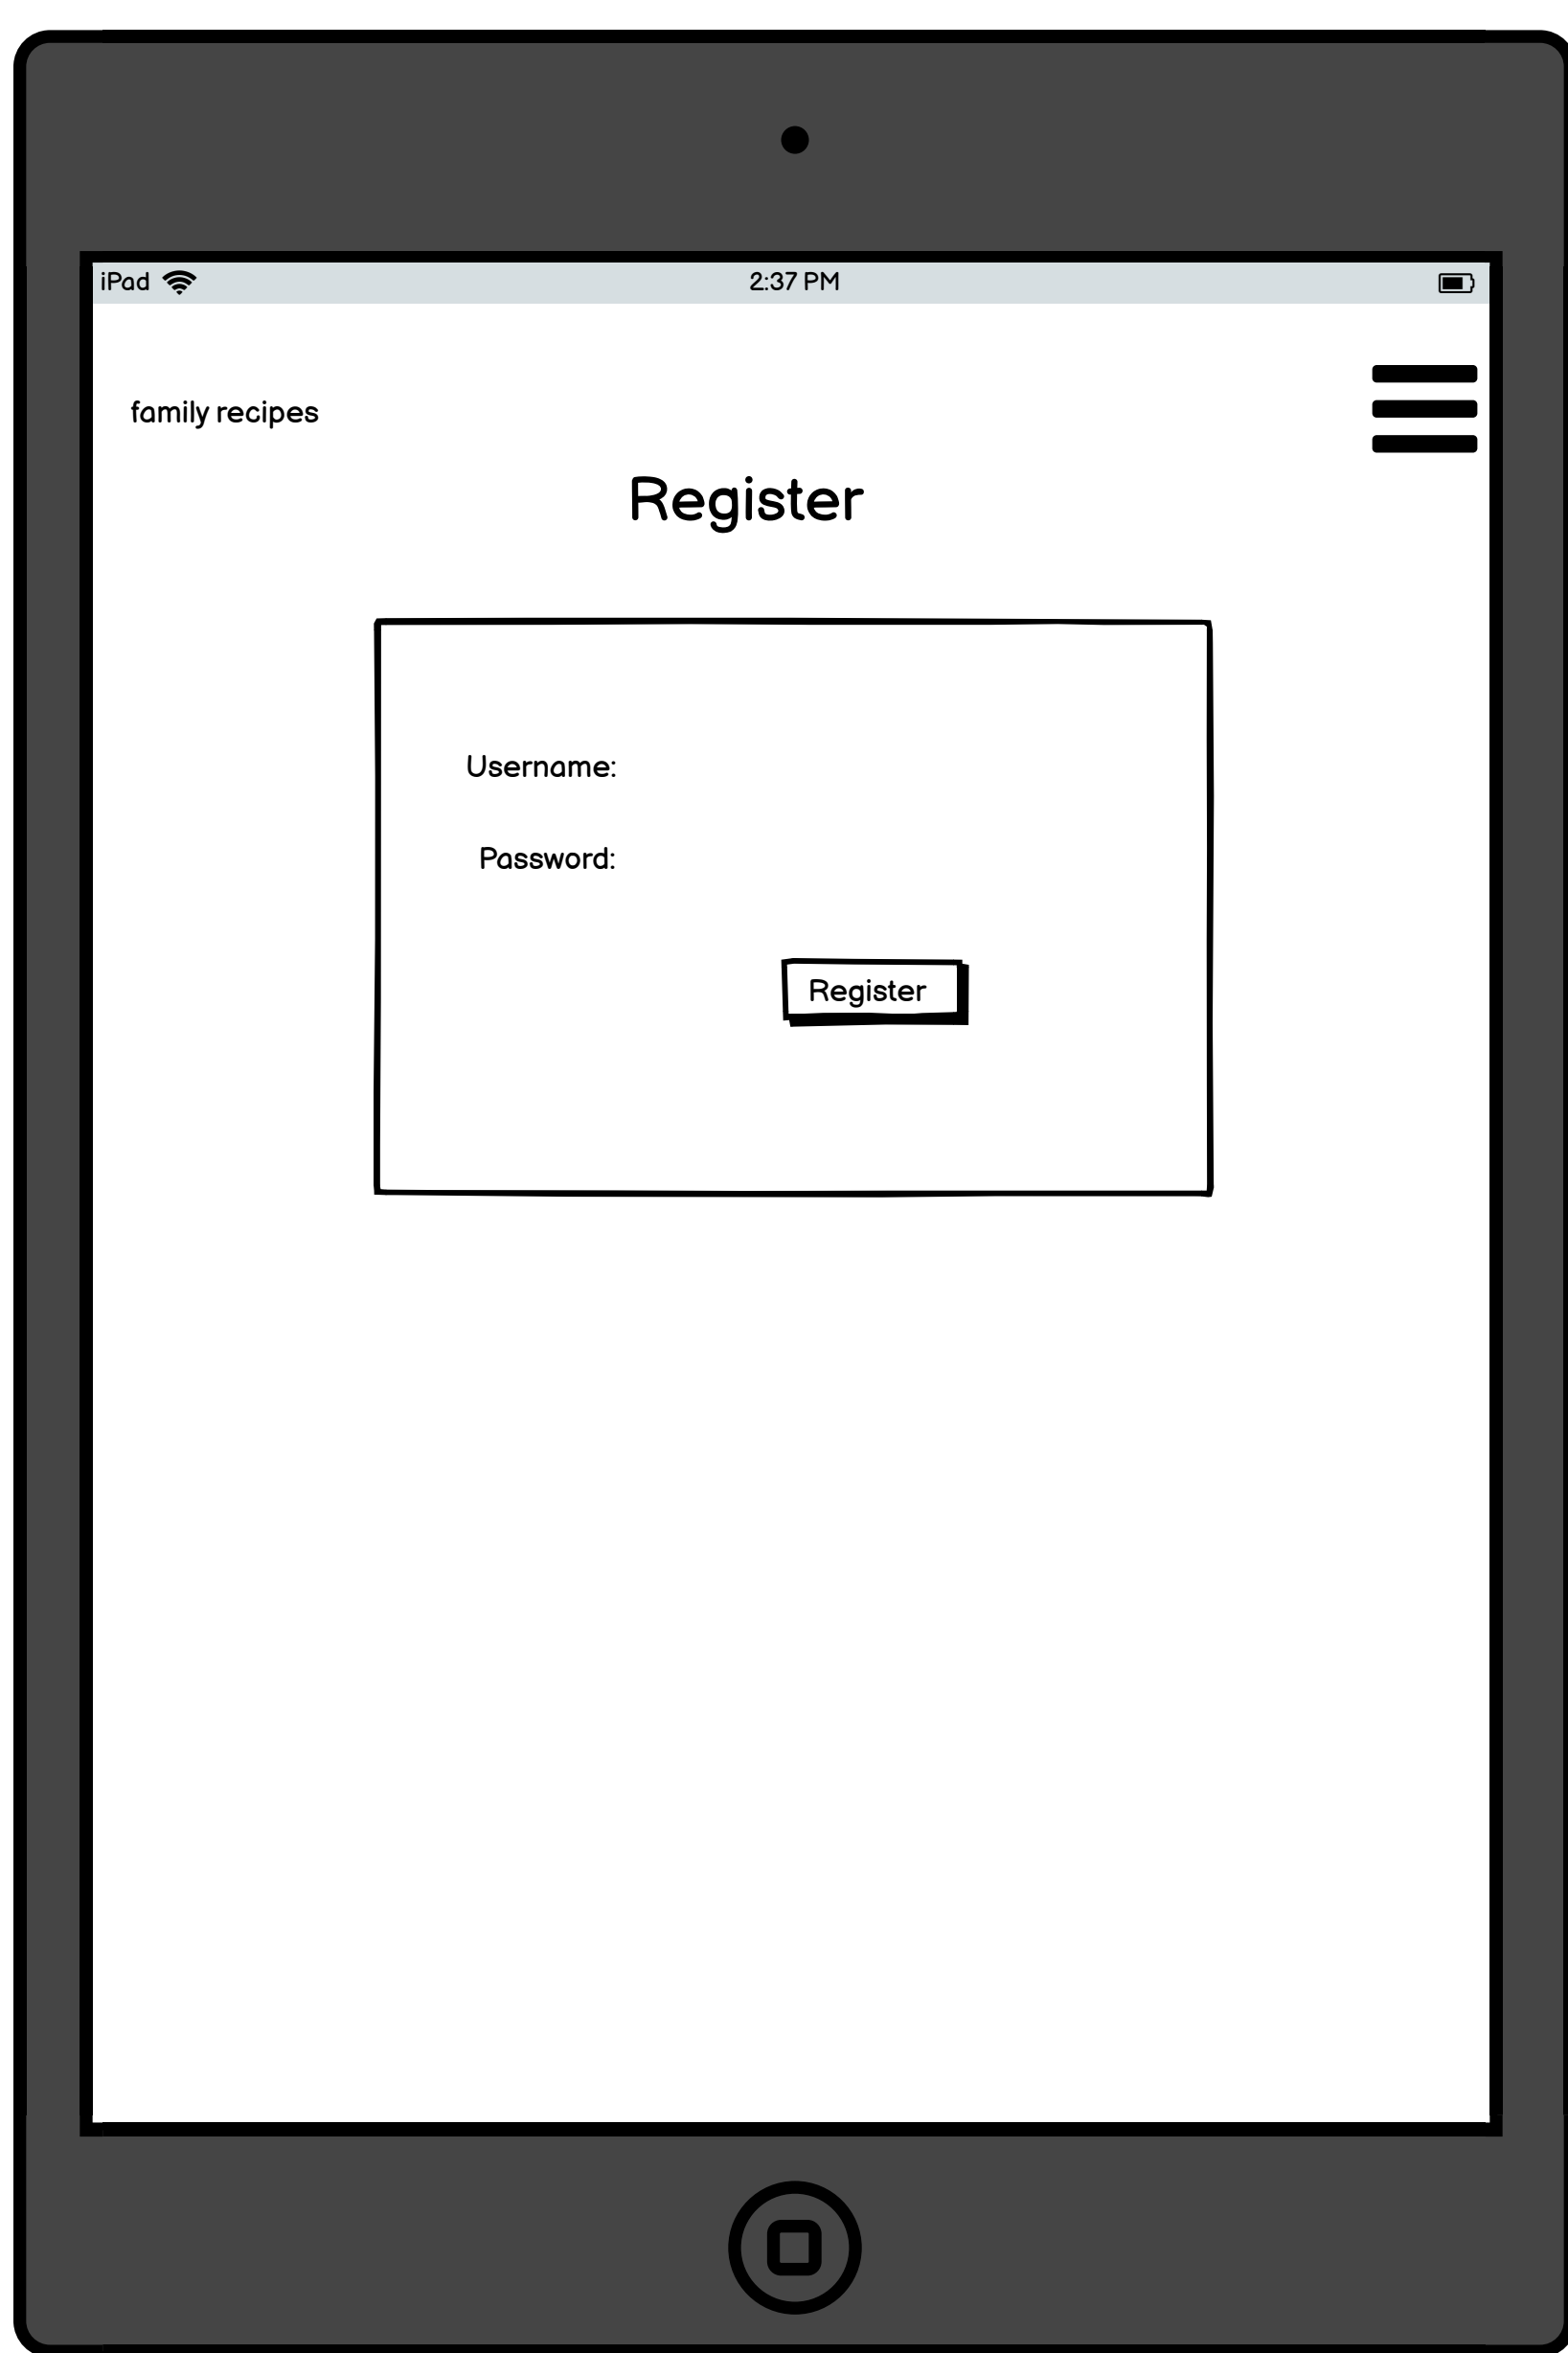 iPad 2:37 PM
family recipes
Register
Username:
Password:
Register